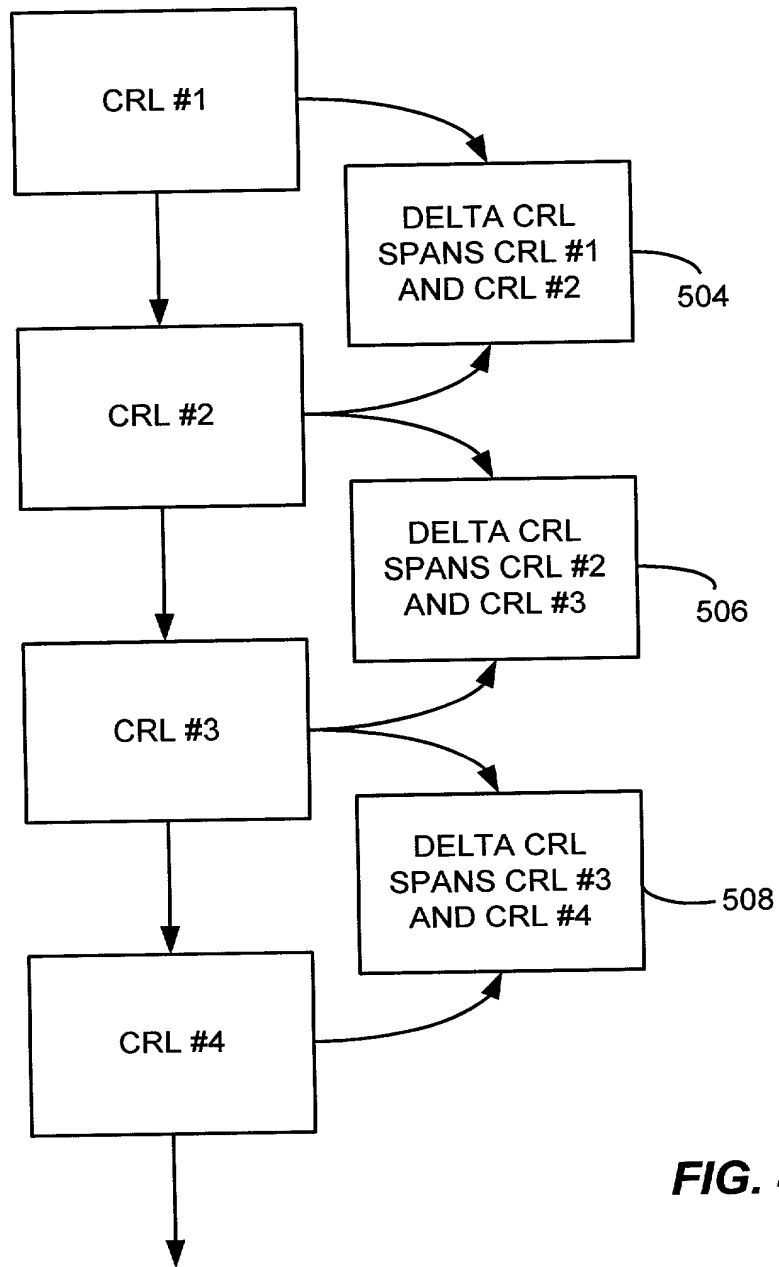 CRL #1
DELTA CRL
SPANS CRL #1
AND CRL #2
504
CRL #2
DELTA CRL
SPANS CRL #2
AND CRL #3
506
CRL #3
DELTA CRL
SPANS CRL #3
AND CRL #4
508
CRL #4
FIG.